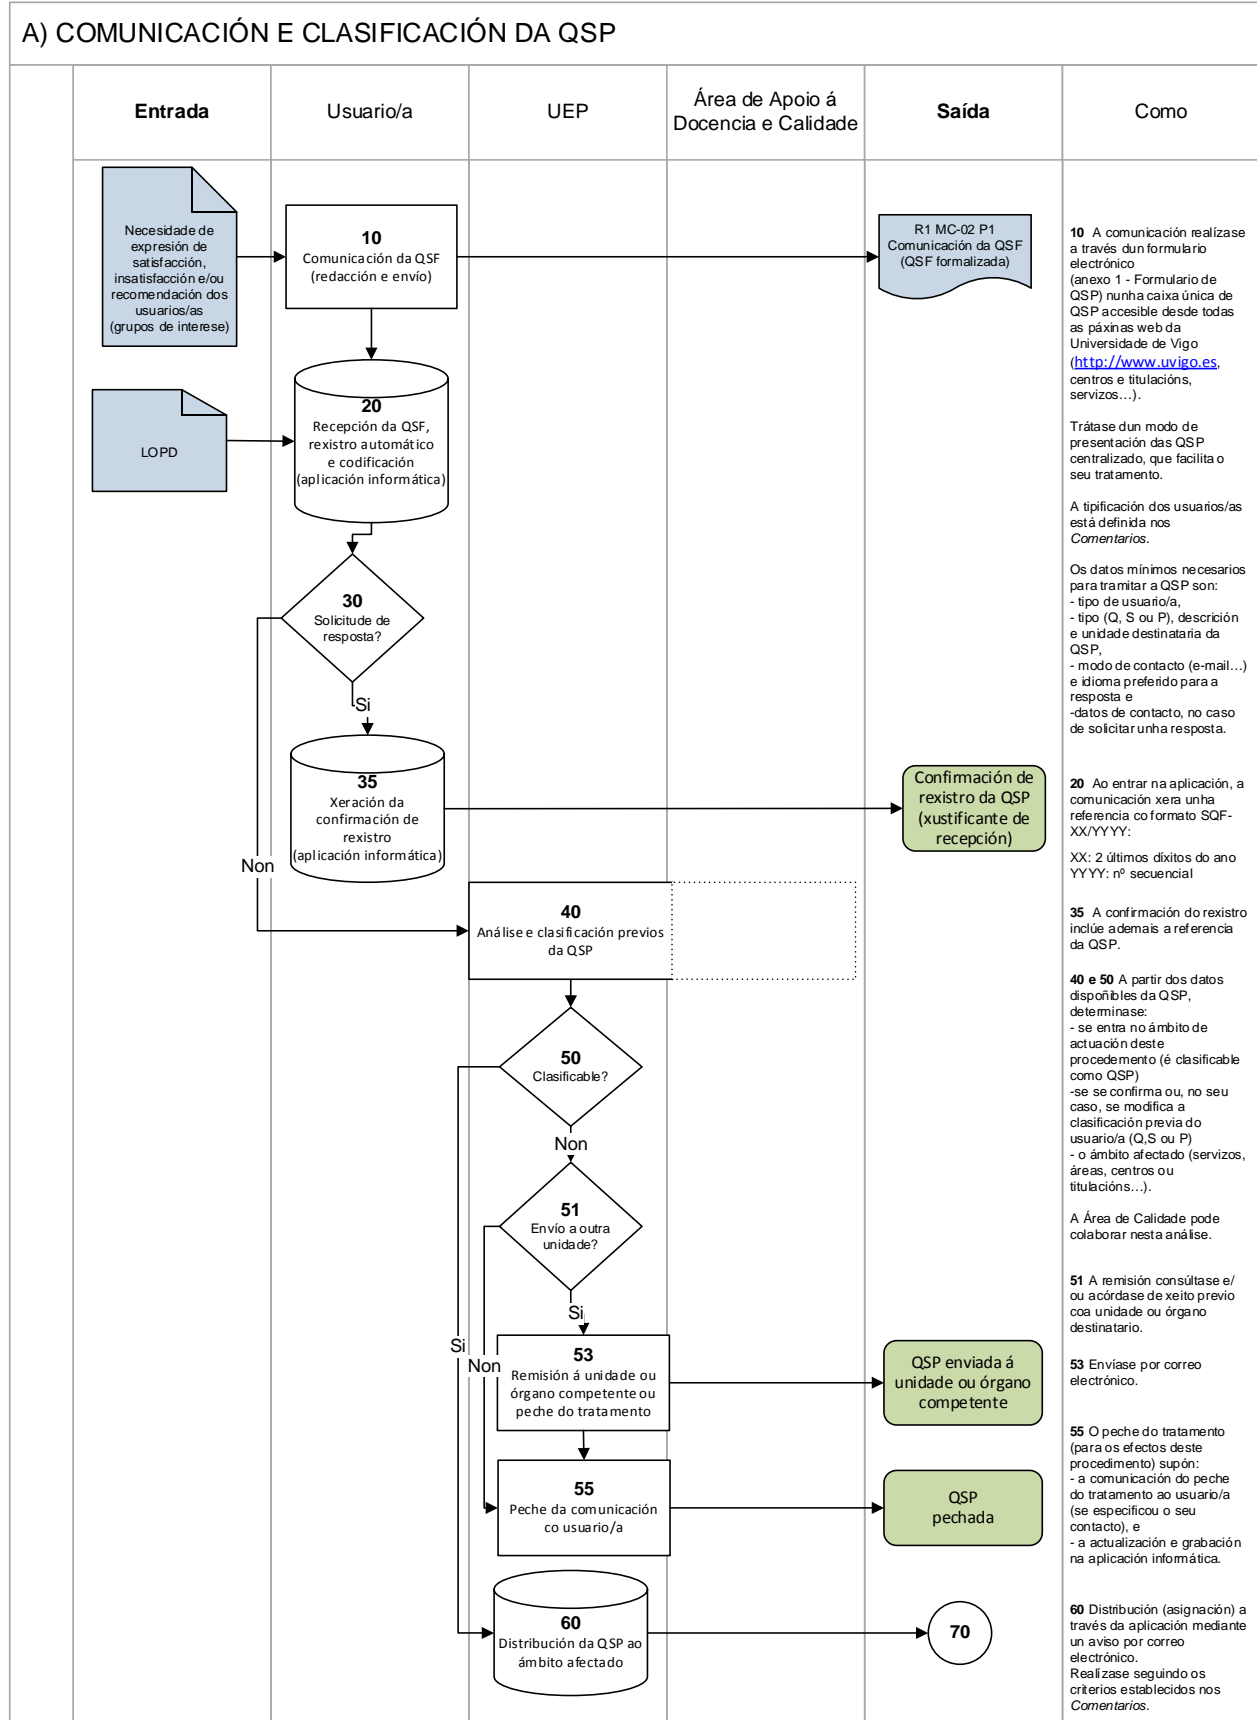 A) COMUNICACIÓN E CLASIFICACIÓN DA QSP
Entrada
Usuario/a
UEP
Área de Apoio á
Docencia e Calidade
Saída
Como
Necesidade de
expresión de
satisfacción,
insatisfacción e/ou
recomendación dos
usuarios/as
(grupos de interese)
10
Comunicación da QSF
(redacción e envío)
R1 MC-02 P1
Comunicación da QSF
(QSF formalizada)
LOPD
20
Recepción da QSF,
rexistro automático
e codificación
(aplicación informática)
30
Solicitude de
resposta?
Si
Non
35
Xeración da
confirmación de
rexistro
(aplicación informática)
Confirmación de
rexistro da QSP
(xustificante de
recepción)
40
Análise e clasificación previos
da QSP
50
Clasificable?
Non
Si
51
Envío a outra
unidade?
Si
Non
53
Remisión á unidade ou
órgano competente ou
peche do tratamento
QSP enviada á
unidade ou órgano
competente
55
Peche da comunicación
co usuario/a
QSP
pechada
60
Distribución da QSP ao
ámbito afectado
70
10 A comunicación realízase
a través dun formulario
electrónico
(anexo 1 - Formulario de
QSP) nunha caixa única de
QSP accesible desde todas
as páxinas web da
Universidade de Vigo
(http://www.uvigo.es,
centros e titulacións,
servizos...).
Trátase dun modo de
presentación das QSP
centralizado, que facilita o
seu tratamento.
A tipificación dos usuarios/as
está definida nos
Comentarios.
Os datos mínimos necesarios
para tramitar a QSP son:
- tipo de usuario/a,
- tipo (Q, S ou P), descrición
e unidade destinataria da
QSP,
- modo de contacto (e-mail...)
e idioma preferido para a
resposta e
-datos de contacto, no caso
de solicitar unha resposta.
20 Ao entrar na aplicación, a
comunicación xera unha
referencia co formato SQF-
XX/YYYY:
XX: 2 últimos díxitos do ano
YYYY: nº secuencial
35 A confirmación do rexistro
inclúe ademais a referencia
da QSP.
40 e 50 A partir dos datos
dispoñibles da QSP,
determinase:
- se entra no ámbito de
actuación deste
procedemento (é clasificable
como QSP)
-se se confirma ou, no seu
caso, se modifica a
clasificación previa do
usuario/a (Q,S ou P)
- o ámbito afectado (servizos,
áreas, centros ou
titulacións...).
A Área de Calidade pode
colaborar nesta análise.
51 A remisión consúltase e/
ou acórdase de xeito previo
coa unidade ou órgano
destinatario.
53 Envíase por correo
electrónico.
55 O peche do tratamento
(para os efectos deste
procedimento) supón:
- a comunicación do peche
do tratamento ao usuario/a
(se especificou o seu
contacto), e
- a actualización e grabación
na aplicación informática.
60 Distribución (asignación) a
través da aplicación mediante
un aviso por correo
electrónico.
Realízase seguindo os
criterios establecidos nos
Comentarios.